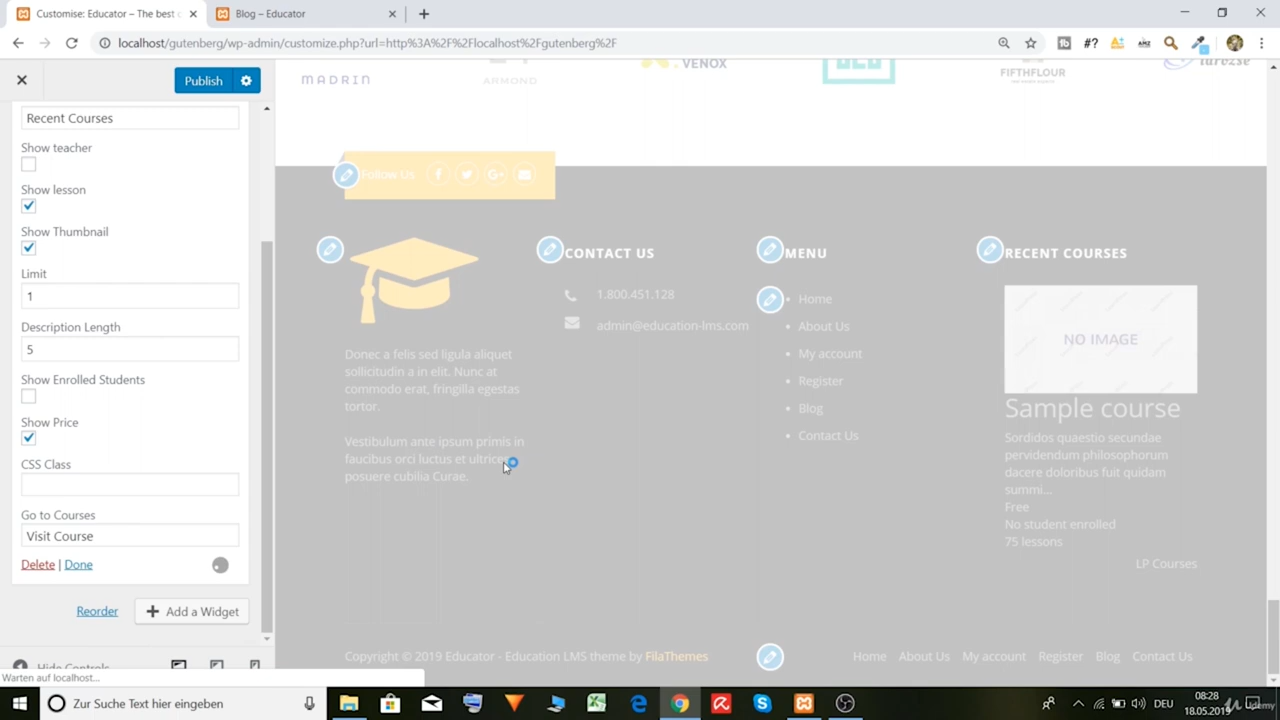 Customise: Educator – The best o
Blog – Educator
localhost/gutenberg/wp-admin/customize.php?url=http%3A%2F%2Flocalhost%2Fgutenberg%2F
Publish
Recent Courses
Show teacher
Show lesson
Show Thumbnail
Limit
1
Description Length
5
Show Enrolled Students
Show Price
CSS Class
Go to Courses
Visit Course
Delete | Done
Reorder
Add a Widget
Hide Controls
Warten auf localhost...
MADRIN
ARMOND
VENOX
FIFTHFLOUR
Follow Us
CONTACT US
1.800.451.128
admin@education-lms.com
MENU
Home
About Us
My account
Register
Blog
Contact Us
RECENT COURSES
NO IMAGE
Sample course
Sordidos quaestio secundae
pervendum philosophorum
dacere doloribus fuit quidam
summi...
Free
No student enrolled
75 lessons
LP Courses
Donec a felis sed ligula aliquet
sollicitudin a in elit. Nunc at
commodo erat, fringilla egestas
tortor.
Vestibulum ante ipsum primis in
faucibus orci luctus et ultrices
posuere cubilia Curae.
Copyright © 2019 Educator - Education LMS theme by FilaThemes
Home About Us My account Register Blog Contact Us
Zur Suche Text hier eingeben
DEU
08:28
18.05.2019
Udemy